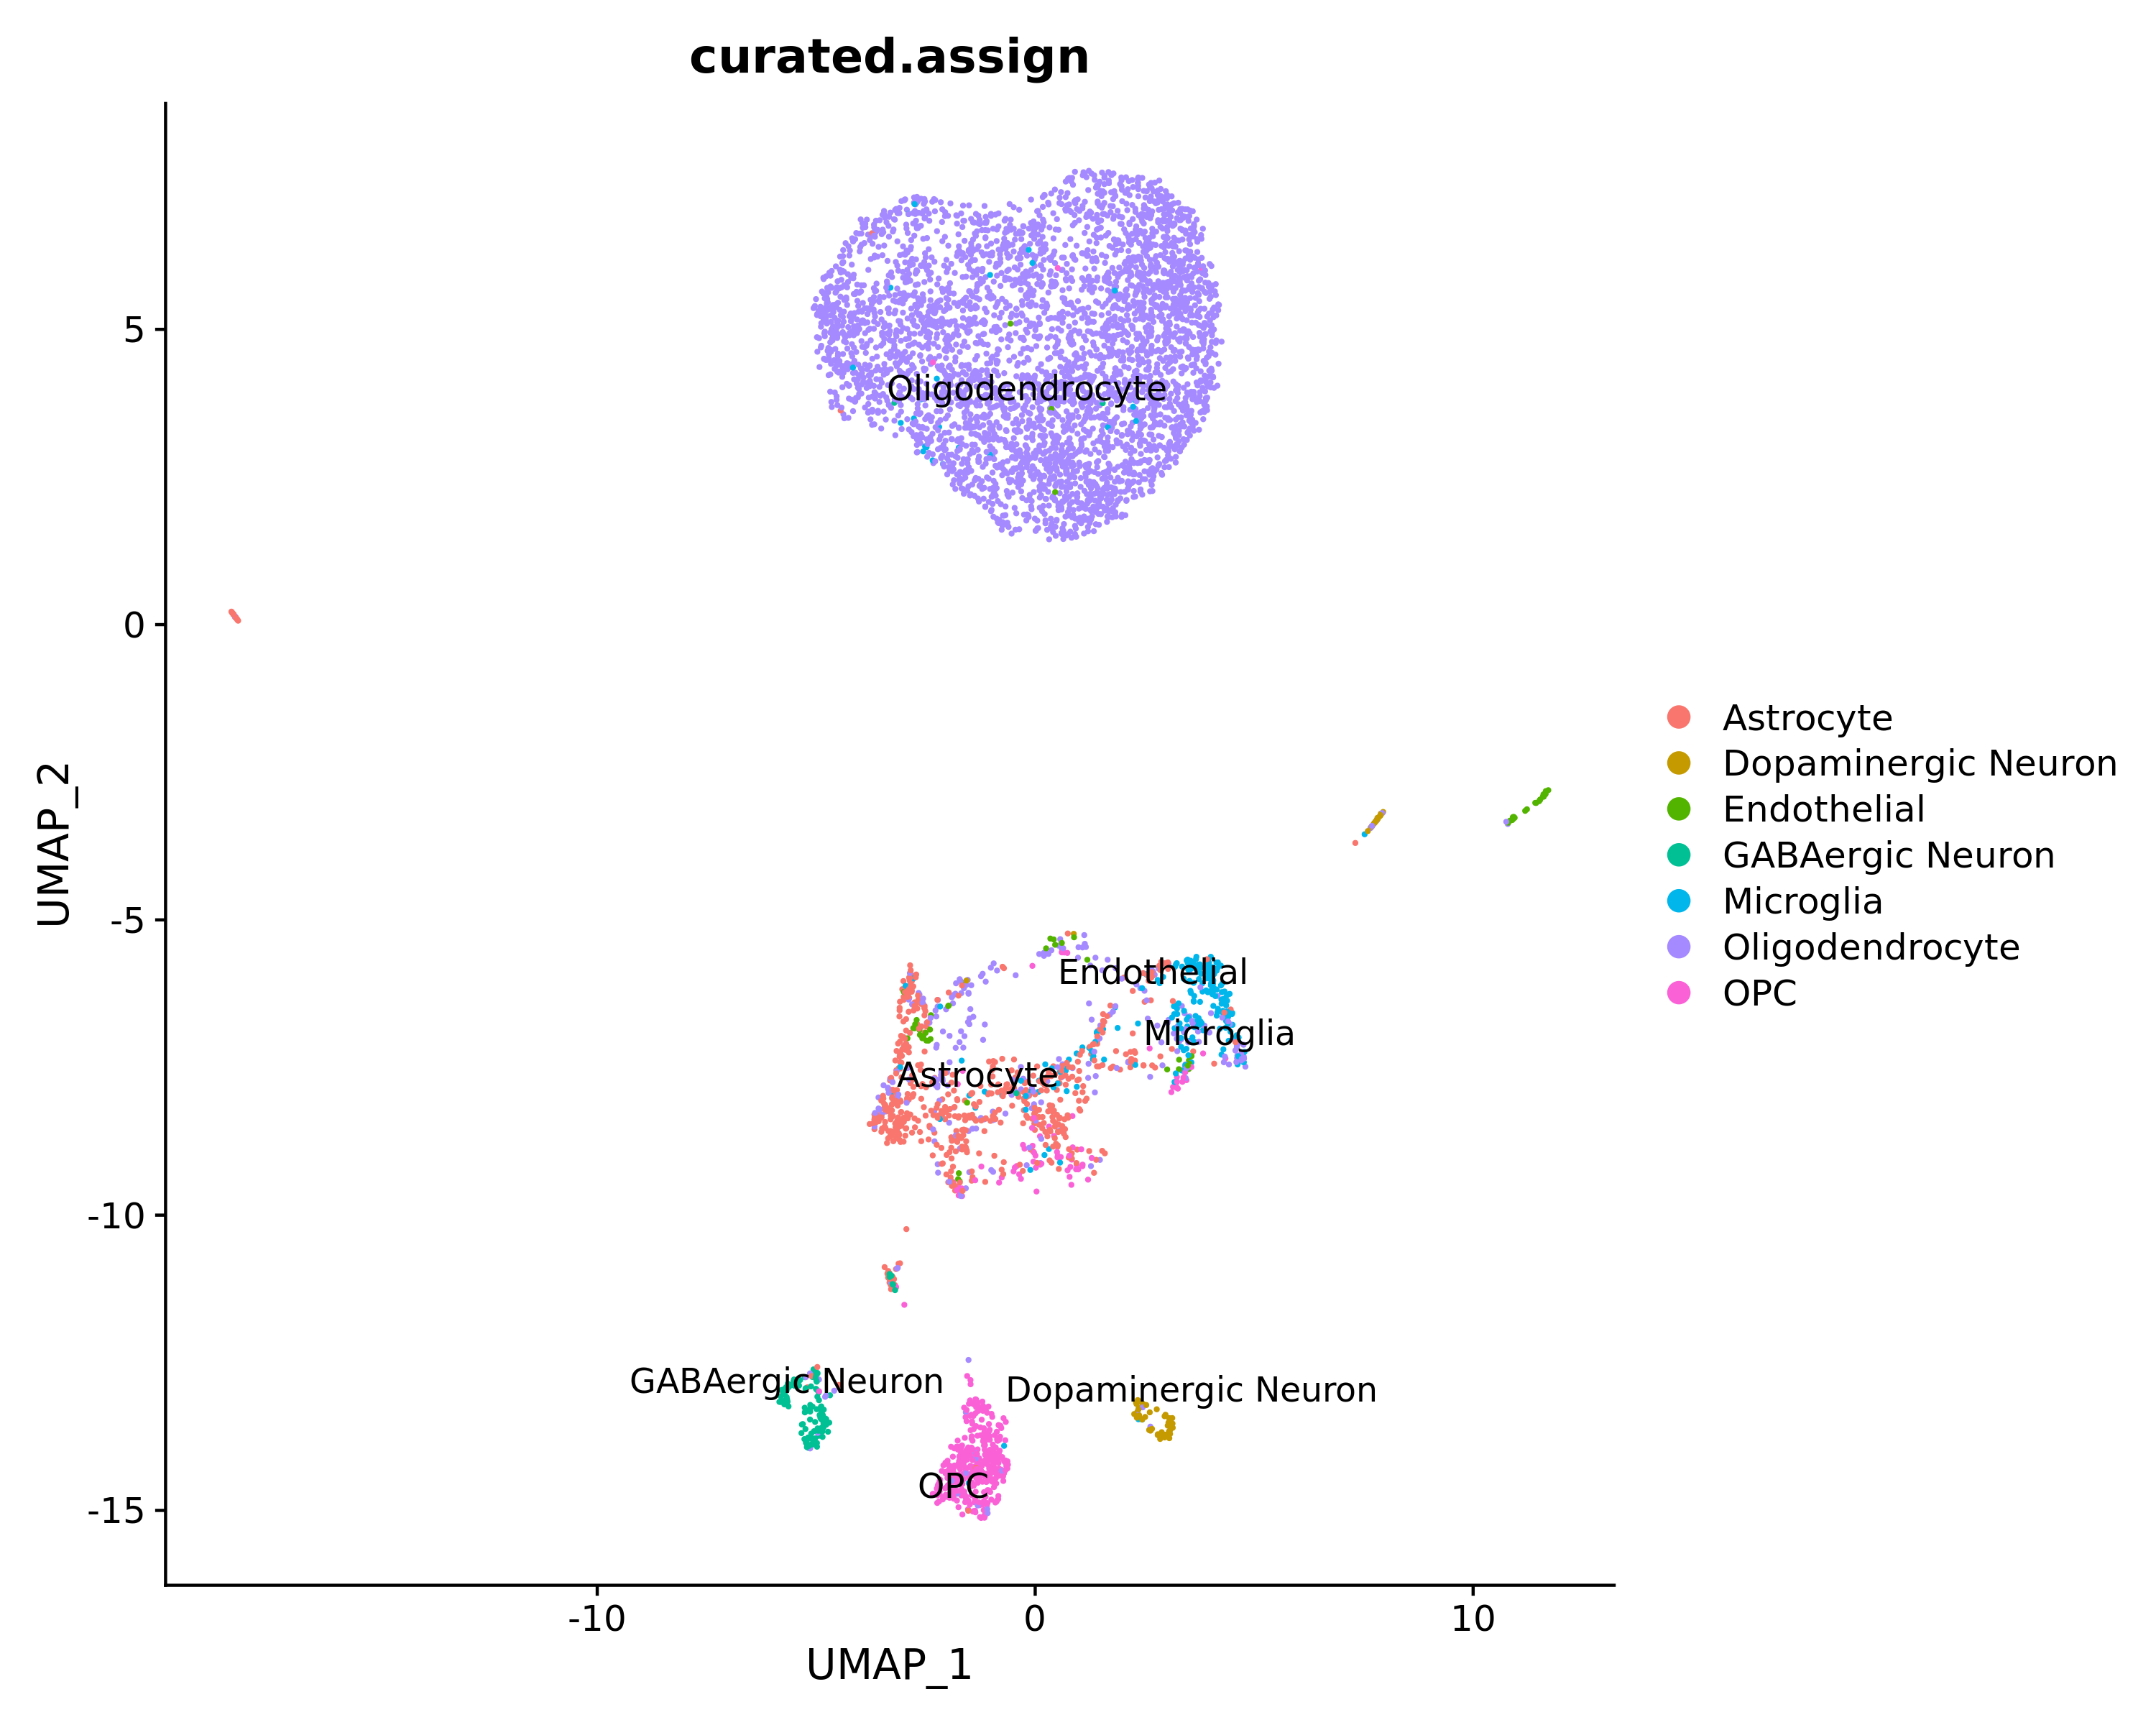 curated.assign
5
0
-5
-10
-15
UMAP_2
Oligodendrocyte
Endothelial
Microglia
Astrocyte
GABAergic Neuron
Dopaminergic Neuron
OPC
-10
0
10
UMAP_1
Astrocyte
Dopaminergic Neuron
Endothelial
GABAergic Neuron
Microglia
Oligodendrocyte
OPC